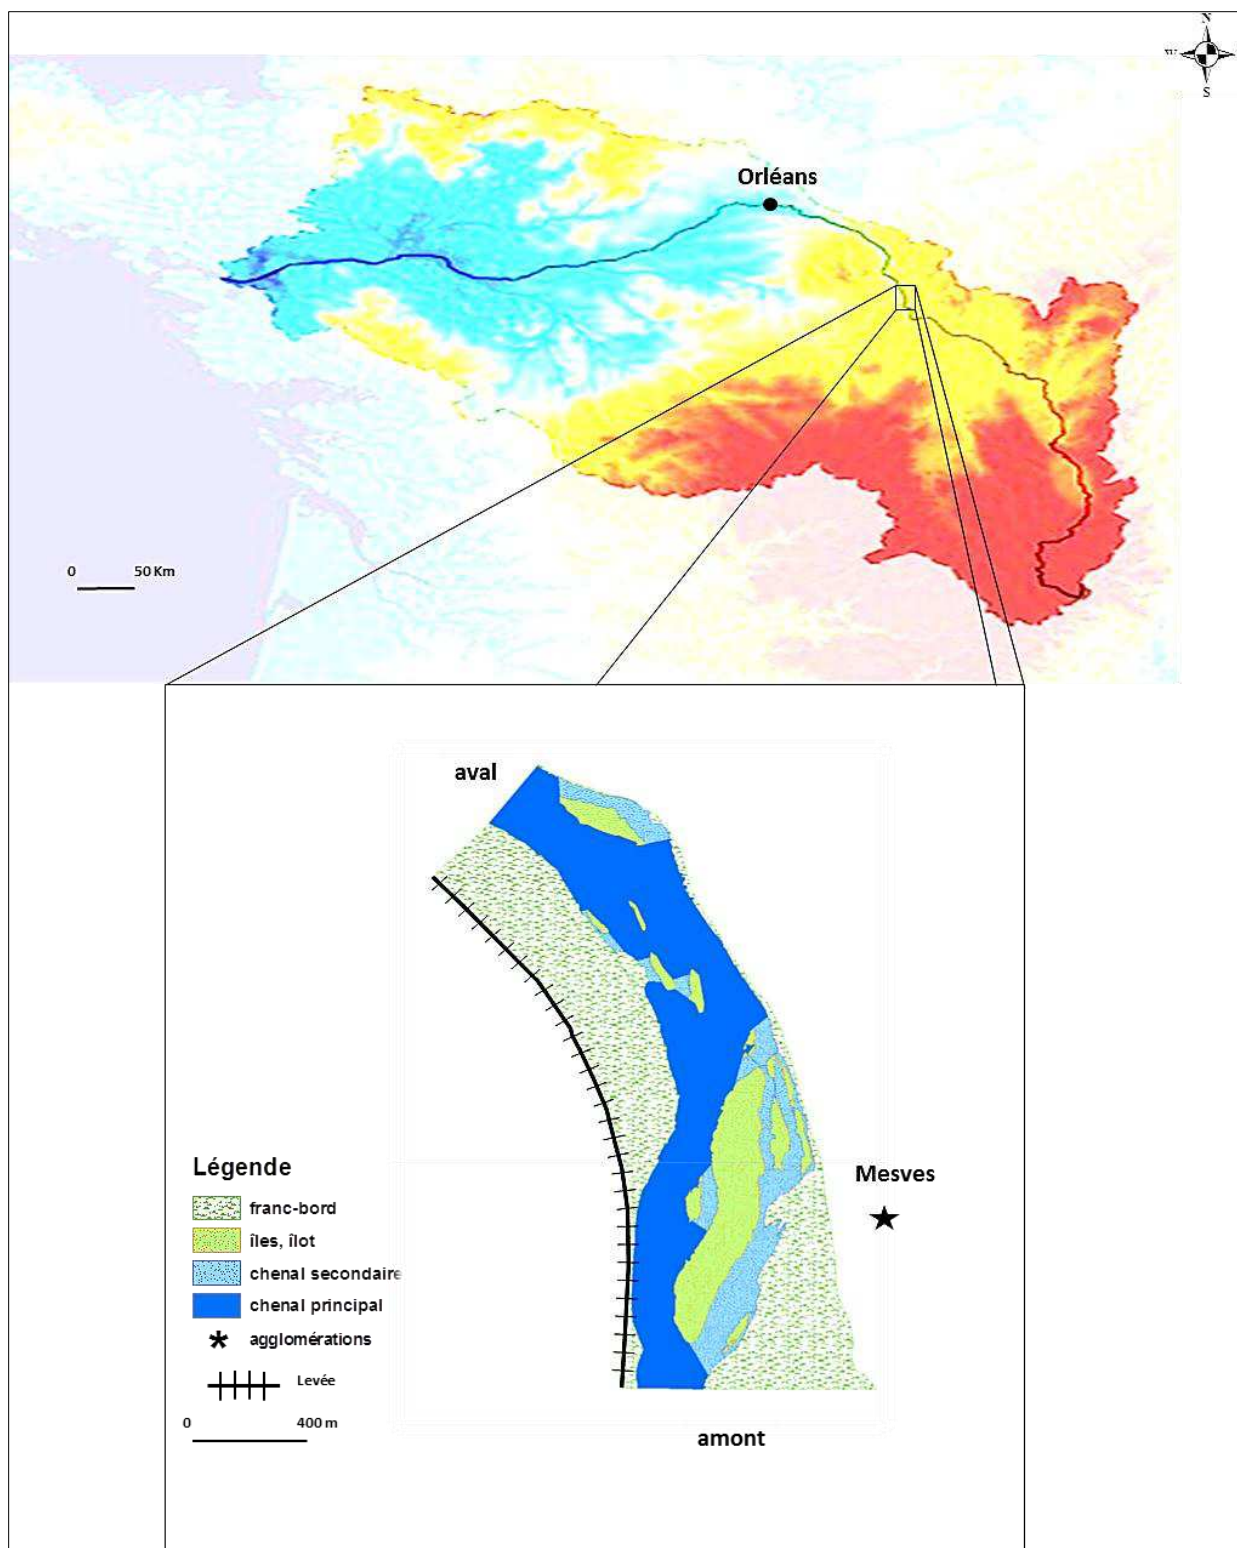 N
S
Orléans
0 50 Km
aval
Mesves
Légende
franc-bord
îles, îlot
chenal secondaire
chenal principal
agglomérations
Levée
0 400 m
amont